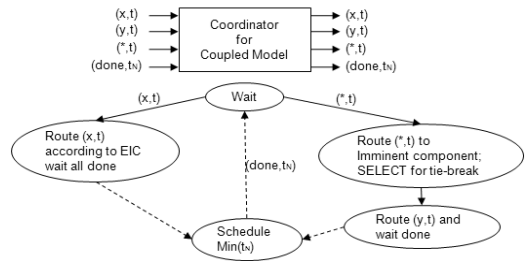 (x,t)
(y,t)
(*,t)
(done,tN)
Coordinator
for
Coupled Model
(x,t)
(y,t)
(*,t)
(done,tN)
(x,t)
Wait
(*,t)
Route (x,t)
according to EIC
wait all done
(done,tN)
Route (*,t) to
Imminent component;
SELECT for tie-break
Schedule
Min(tN)
Route (y,t) and
wait done